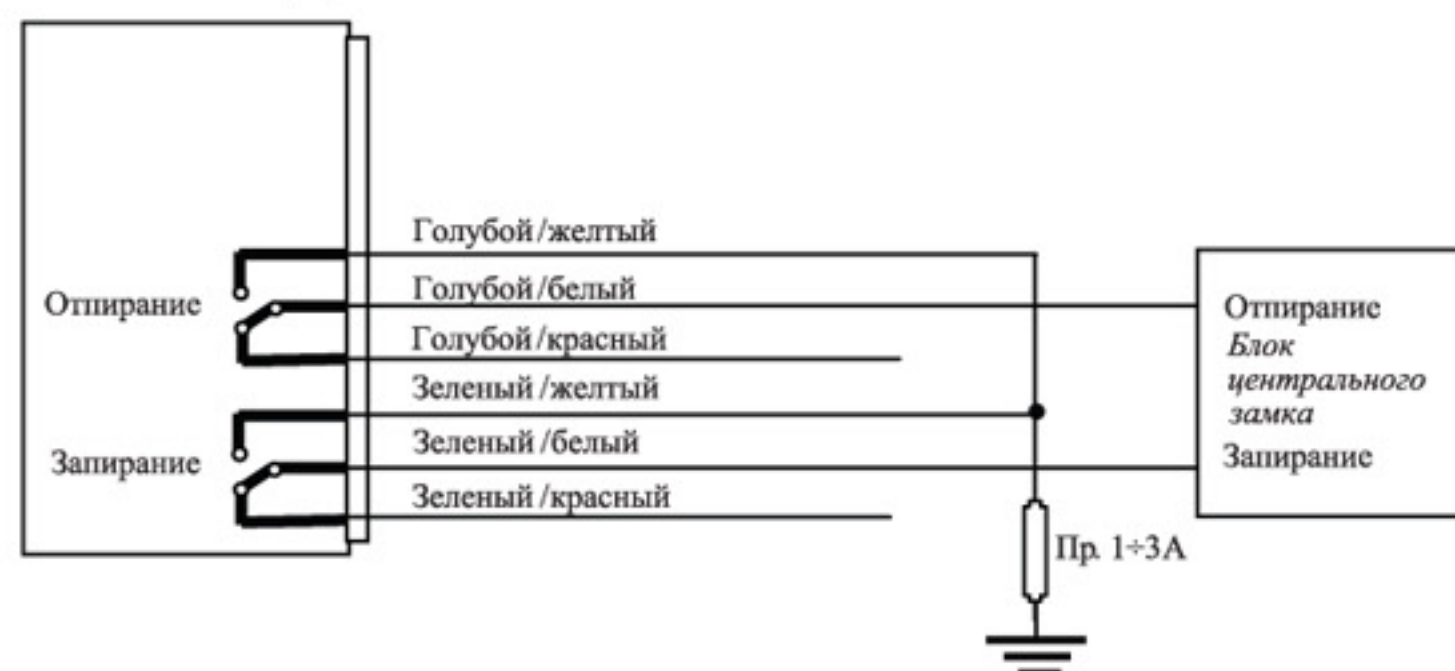 Голубой/желтый
Голубой/белый
Голубой/красный
Зеленый/желтый
Зеленый/белый
Зеленый/красный
Отпирание
Запирание
Отпирание
Блок
центрального
замка
Запирание
Пр. 1÷3А